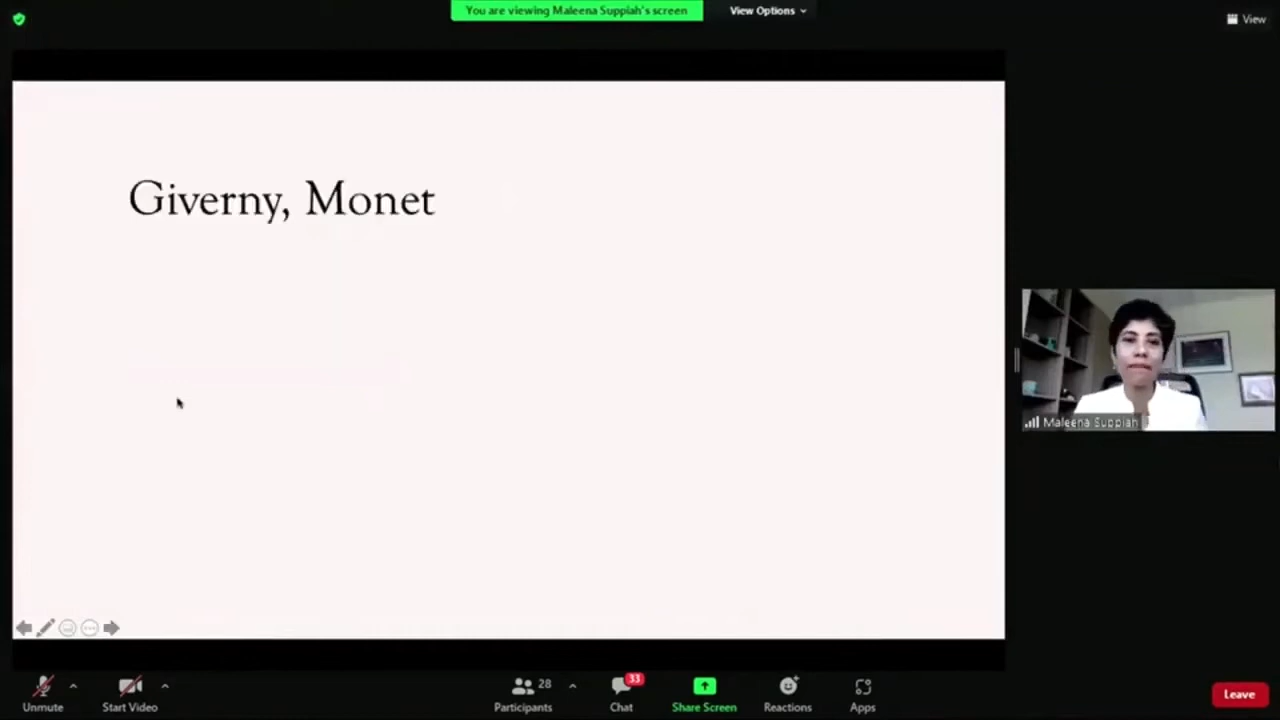 You are viewing Maleena Suppiah's screen
View Options
View
Giverny, Monet
Maleena Suppiah
Unmute
Start Video
28
Participants
33
Chat
Share Screen
Reactions
Apps
Leave